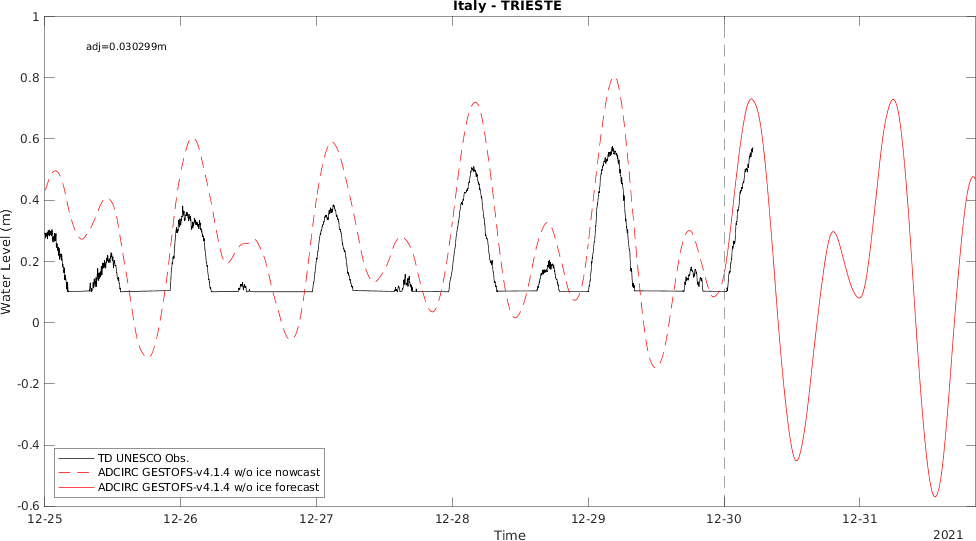 Italy - TRIESTE
adj=0.030299m
Water Level (m)
1
0.8
0.6
0.4
0.2
0
-0.2
-0.4
-0.6
TD UNESCO Obs.
ADCIRC GESTOFS-v4.1.4 w/o ice nowcast
ADCIRC GESTOFS-v4.1.4 w/o ice forecast
12-25 12-26 12-27 12-28 12-29 12-30 12-31
Time
2021